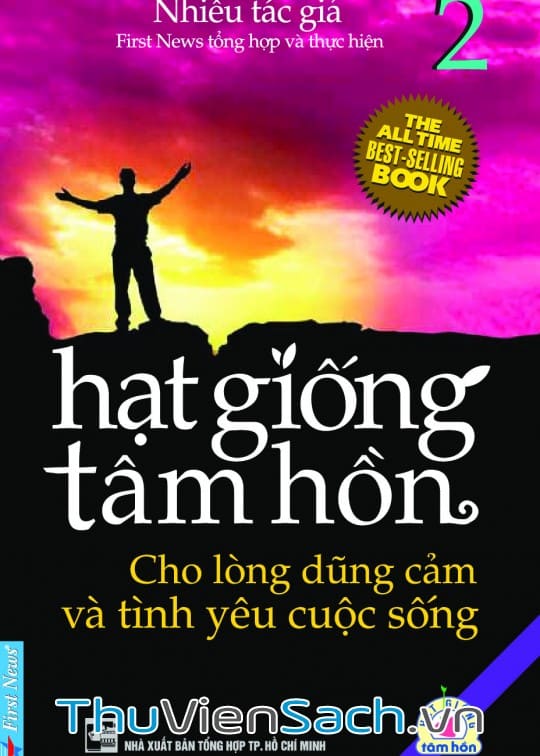 Nhiều tác giả
First News tổng hợp và thực hiện
2
THE
ALL TIME
BEST-SELLING
BOOK
hạt giống
tâm hồn
Cho lòng dũng cảm
và tình yêu cuộc sống
First News
ThuVienSach.vn
NHÀ XUẤT BẢN TỔNG HỢP TP. HỒ CHÍ MINH
tâm hồn